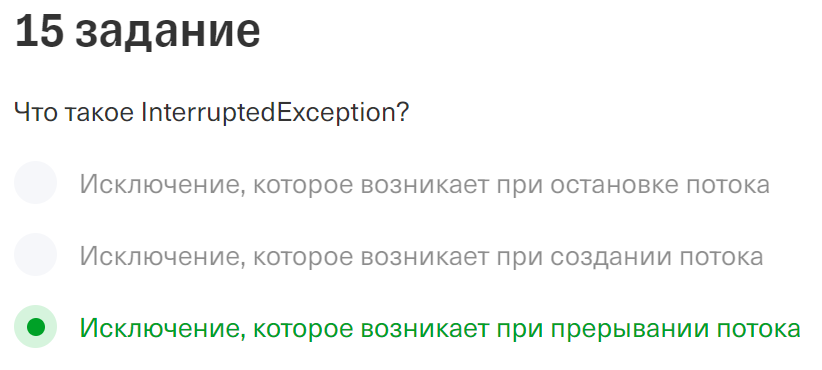 15 задание
Что такое InterruptedException?
Исключение, которое возникает при остановке потока
Исключение, которое возникает при создании потока
Исключение, которое возникает при прерывании потока